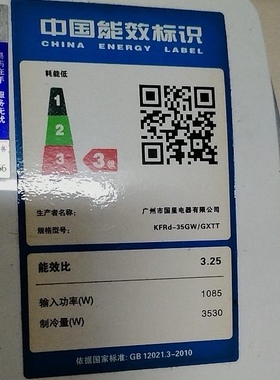 中国能效标识
CHINA ENERGY LABEL
耗能低
1
2
3 3级
生产者名称: 广州市国星电器有限公司
规格型号: KFRd-35GW/GXTT
能效比 3.25
输入功率(W) 1085
制冷量(W) 3530
依据国家标准: GB 12021.3-2010